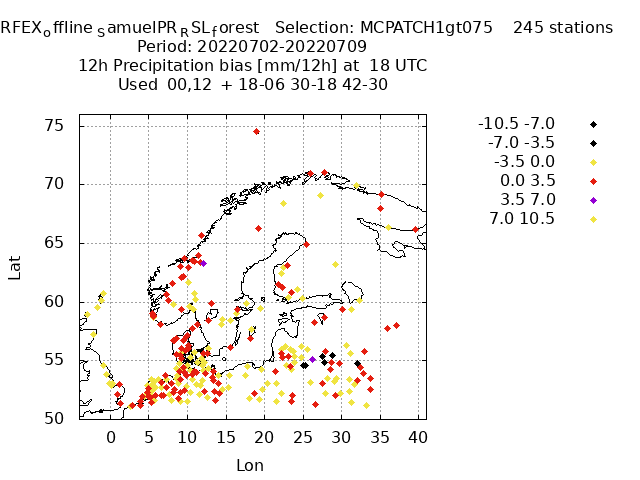 RFEXoffline SamuelPRRSLforest Selection: MCPATCH1gt075 245 stations
Period: 20220702-20220709
12h Precipitation bias [mm/12h] at 18 UTC
Used 00,12 + 18-06 30-18 42-30
75
70
65
60
55
50
Lat
0 5 10 15 20 25 30 35 40
Lon
-10.5 -7.0
-7.0 -3.5
-3.5 0.0
0.0 3.5
3.5 7.0
7.0 10.5